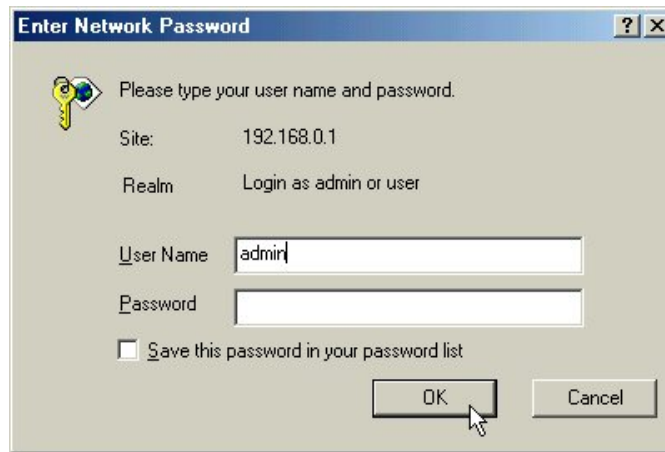 Enter Network Password
Please type your user name and password.
Site: 192.168.0.1
Realm Login as admin or user
User Name admin
Password
Save this password in your password list
OK Cancel